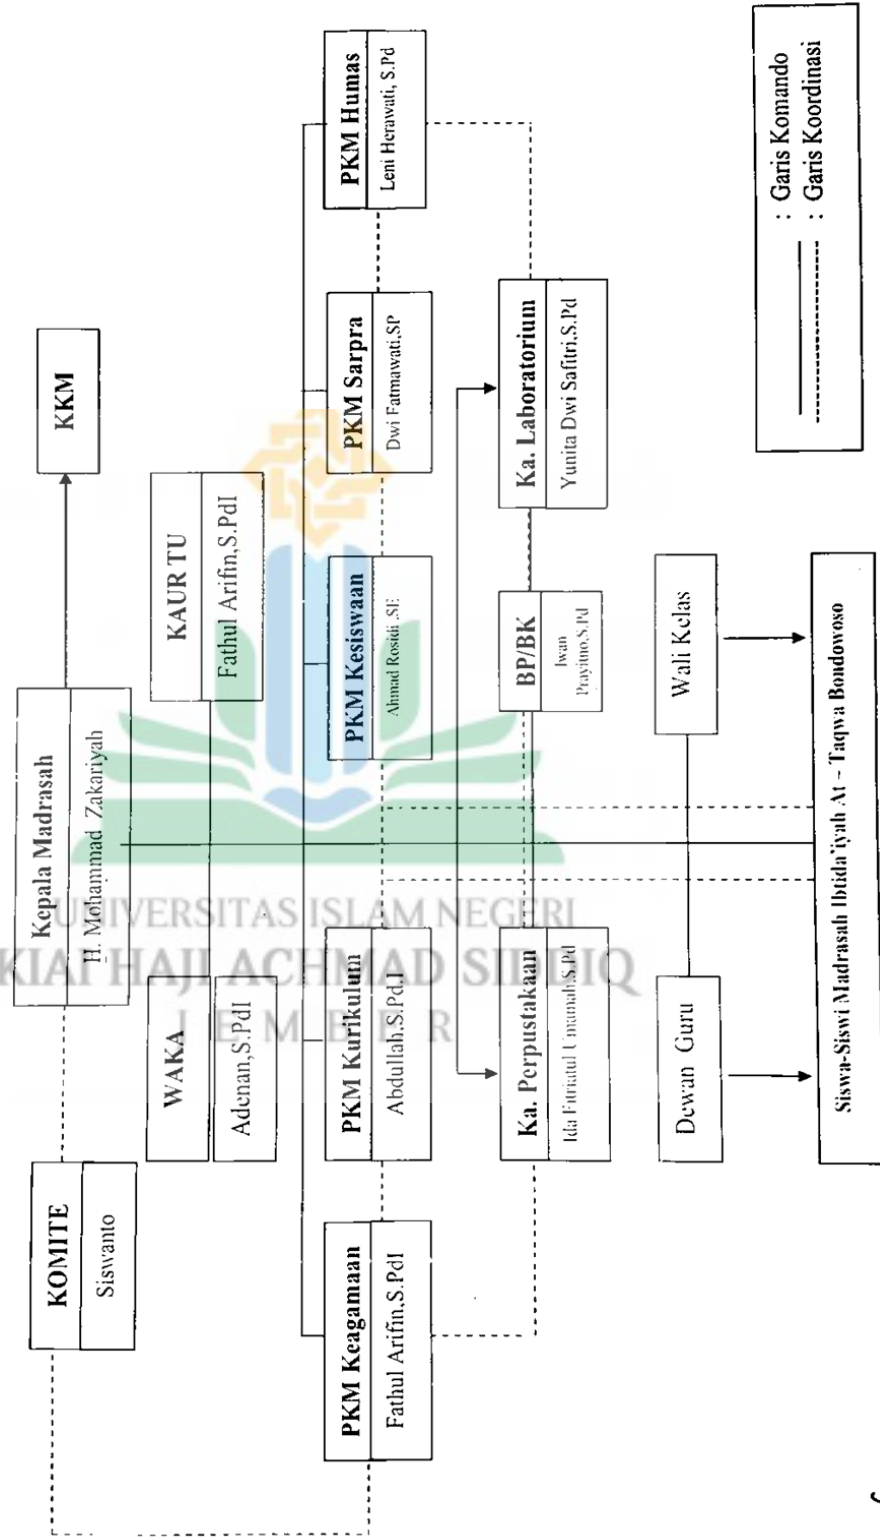 Kepala Madrasah
H. Mohammad Zakariyah
KKM
KOMITE
Siswanto
WAKA
Adenan,S.PdI
KAUR TU
Fathul Arifin,S.PdI
PKM Keagamaan
Fathul Arifin,S.PdI
PKM Kurikulum
Abdullah.S.Pd.I
PKM Kesiswaan
Ahmad Rosidi .SE
PKM Sarpra
Dwi Fatmawati,SP
PKM Humas
Leni Herawati, S.Pd
Ka. Perpustakaan
Ida Fitriatul Umamah,S.Pd
BP/BK
Iwan
Prayitno,S.Pd
Ka. Laboratorium
Yunita Dwi Safitri,S.Pd
Dewan Guru
Wali Kelas
Siswa-Siswi Madrasah Ibtida'iyah At – Taqwa Bondowoso
: Garis Komando
: Garis Koordinasi
UNIVERSITAS ISLAM NEGERI
KIAI HAJI ACHMAD SIDDIQ
JEMBER